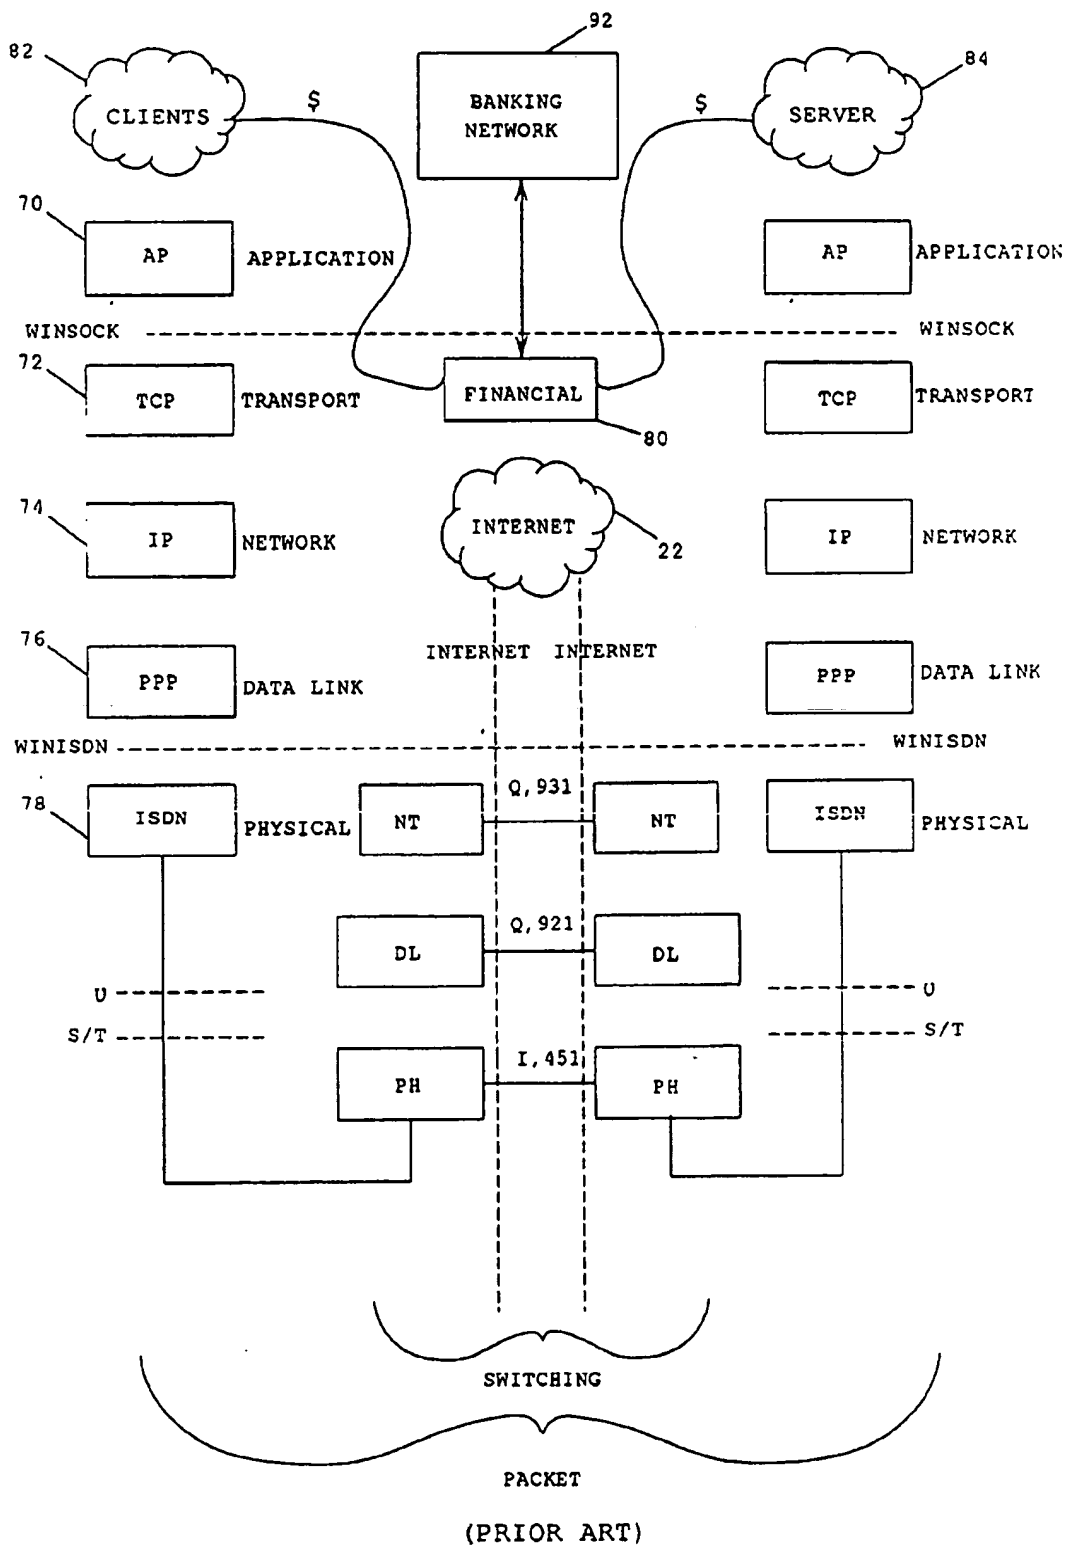 92
82
84
$
$
CLIENTS
BANKING
NETWORK
SERVER
70
AP
APPLICATION
AP
APPLICATION
WINSOCK
WINSOCK
72
TCP
TRANSPORT
FINANCIAL
TCP
TRANSPORT
80
74
IP
NETWORK
INTERNET
22
IP
NETWORK
76
INTERNET
INTERNET
PPP
DATA LINK
PPP
DATA LINK
WINISDN
WINISDN
78
ISDN
PHYSICAL
NT
Q,931
NT
ISDN
PHYSICAL
DL
Q,921
DL
U
U
S/T
S/T
PH
I,451
PH
SWITCHING
PACKET
(PRIOR ART)